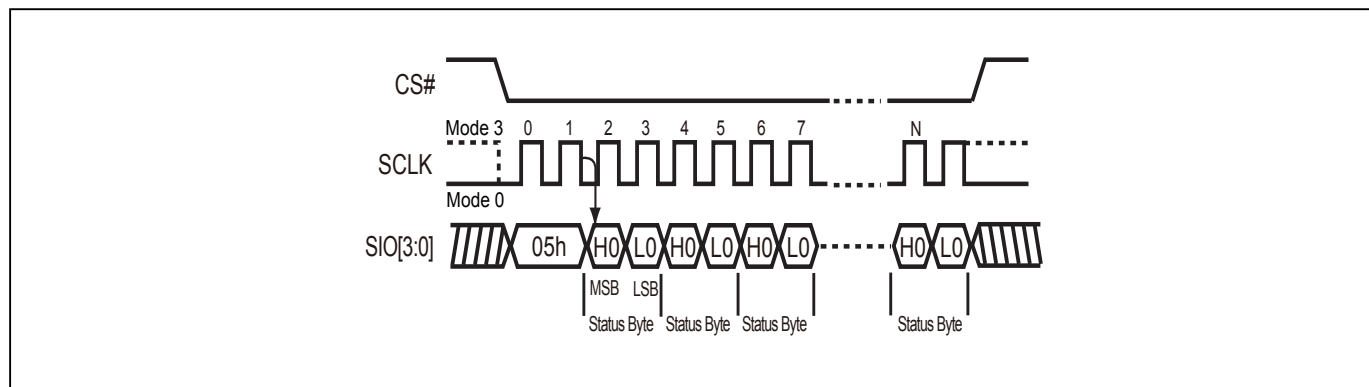 CS#
Mode 3 0 1 2 3 4 5 6 7 N
SCLK
Mode 0
SIO[3:0] 05h H0 L0 H0 L0 H0 L0 H0 L0
MSB LSB
Status Byte Status Byte Status Byte Status Byte